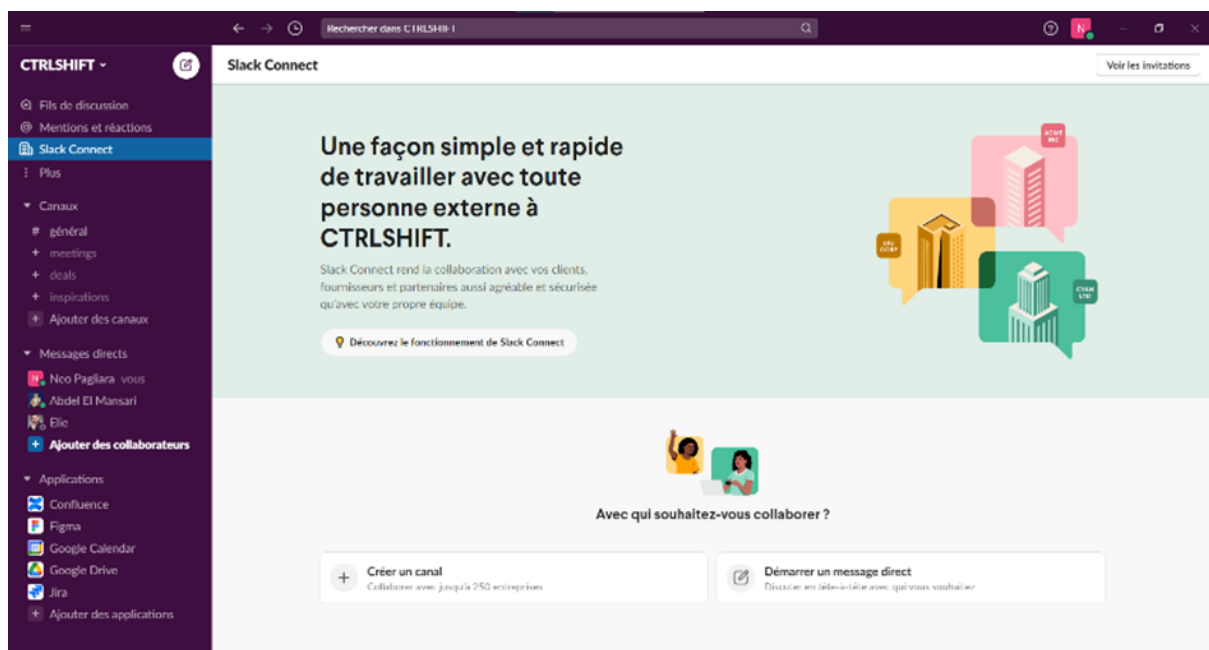 Rechercher dans CTRLSHIFT
N
CTRLSHIFT
Slack Connect
Voir les invitations
Fils de discussion
Mentions et réactions
Slack Connect
Plus
Canaux
# général
+ meetings
+ deals
+ inspirations
+ Ajouter des canaux
Messages directs
N
Neo Pagliara vous
Abdel El Mansari
Elie
+ Ajouter des collaborateurs
Applications
Confluence
Figma
Google Calendar
Google Drive
Jira
+ Ajouter des applications
Une façon simple et rapide
de travailler avec toute
personne externe à
CTRLSHIFT.
Slack Connect rend la collaboration avec vos clients,
fournisseurs et partenaires aussi agréable et sécurisée
qu'avec votre propre équipe.
Découvrez le fonctionnement de Slack Connect
ACME
INC
CORP
CYAN
LTD
Avec qui souhaitez-vous collaborer ?
+ Créer un canal
Collaborer avec jusqu'à 250 entreprises
Démarrer un message direct
Discuter en tête-à-tête avec qui vous souhaitez